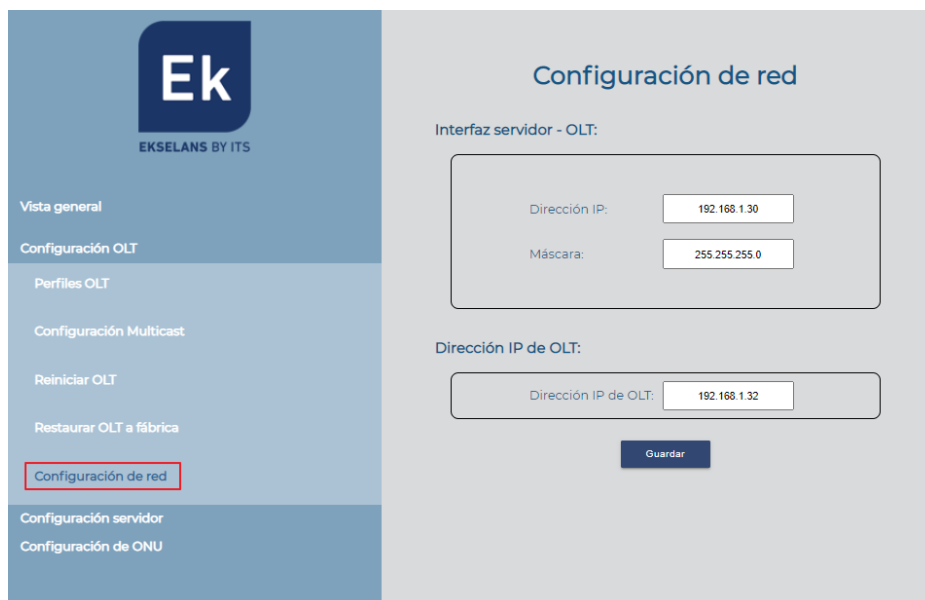 Ek
EKSELANS BY ITS
Vista general
Configuración OLT
Perfiles OLT
Configuración Multicast
Reiniciar OLT
Restaurar OLT a fábrica
Configuración de red
Configuración servidor
Configuración de ONU
Configuración de red
Interfaz servidor - OLT:
Dirección IP: 192.168.1.30
Máscara: 255.255.255.0
Dirección IP de OLT:
Dirección IP de OLT: 192.168.1.32
Guardar